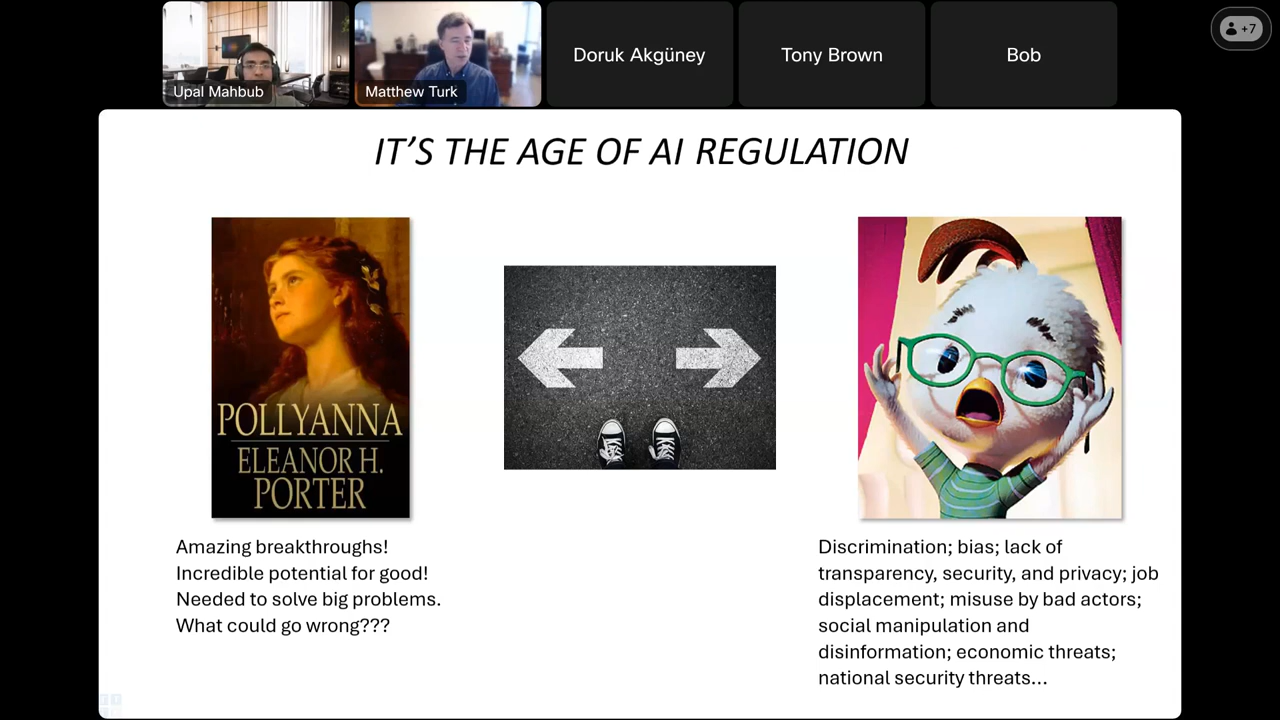 Upal Mahbub
Matthew Turk
Doruk Akgüney
Tony Brown
Bob
+7
IT'S THE AGE OF AI REGULATION
POLLYANNA
ELEANOR H.
PORTER
Amazing breakthroughs!
Incredible potential for good!
Needed to solve big problems.
What could go wrong???
Discrimination; bias; lack of
transparency, security, and privacy; job
displacement; misuse by bad actors;
social manipulation and
disinformation; economic threats;
national security threats...